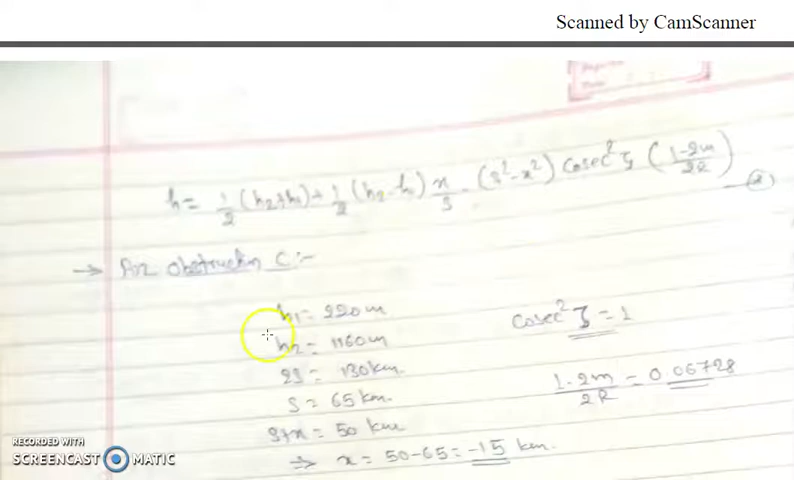 Scanned by CamScanner
h = 1/2 (h2+h1) + 1/2 (h2-h1) x/s - (s²-x²) Cosec² ζ (1-2m/2R) — (2)
→ For obstruction C :-
h1 = 220 m
h2 = 1160 m
2s = 130 km.
s = 65 km.
s+x = 50 km
⇒ x = 50-65 = -15 km.
Cosec² ζ = 1
1-2m/2R = 0.06728
RECORDED WITH
SCREENCAST MATIC